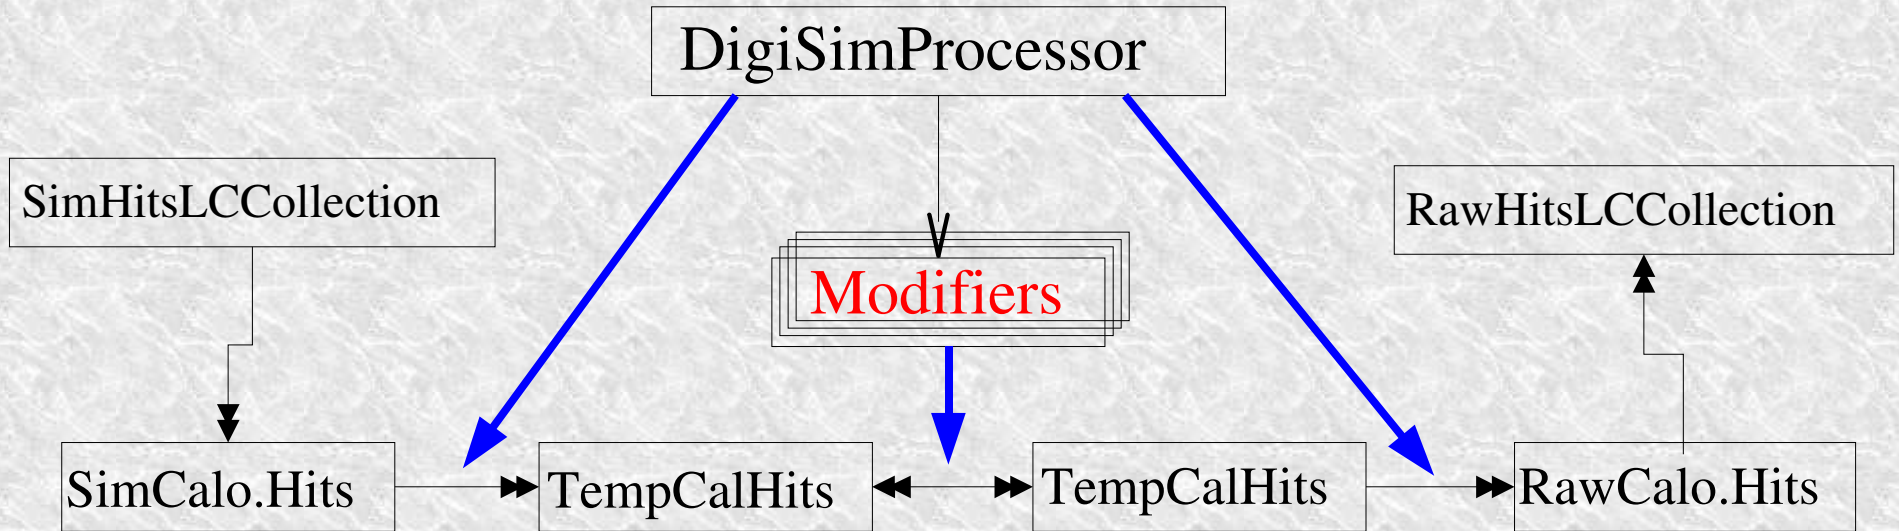 DigiSimProcessor
SimHitsLCCollection
RawHitsLCCollection
Modifiers
SimCalo.Hits
TempCalHits
TempCalHits
RawCalo.Hits